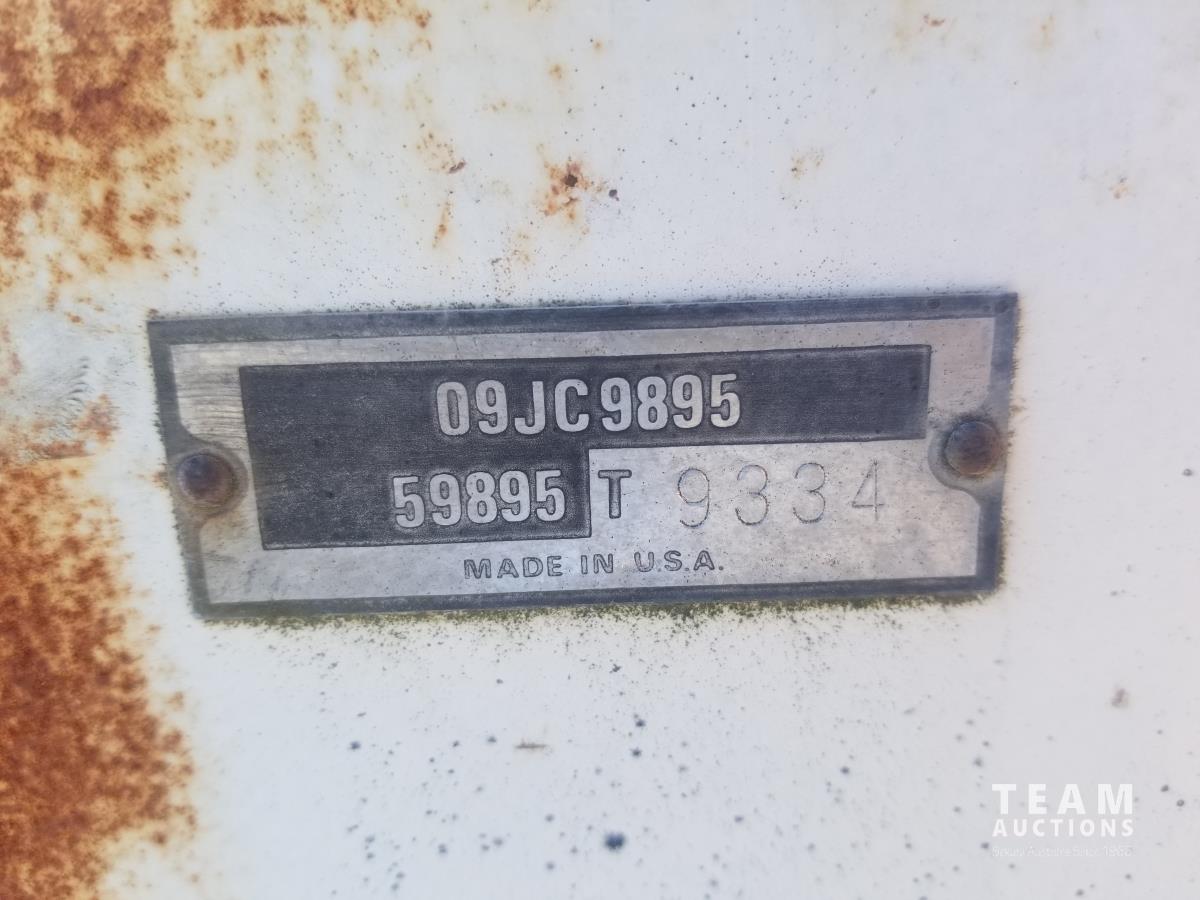 09JC9895
59895 T 9334
MADE IN U.S.A.
TEAM
AUCTIONS